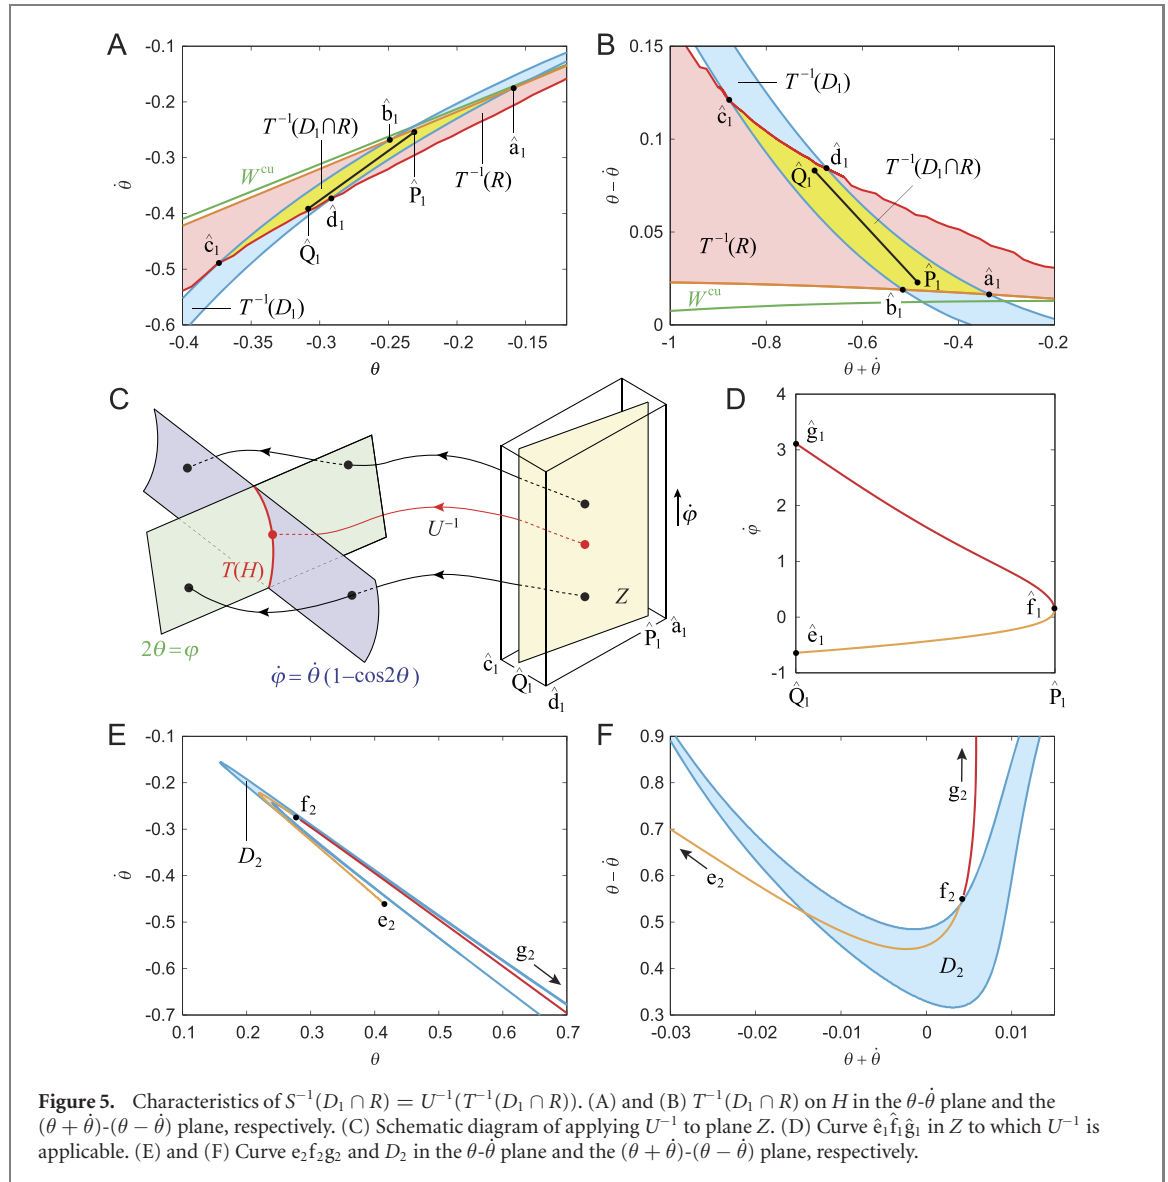 A
θ̇
-0.1
-0.2
-0.3
-0.4
-0.5
-0.6
-0.4
-0.35
-0.3
-0.25
-0.2
-0.15
θ
T⁻¹(D₁∩R)
b̂₁
â₁
Wᶜᵘ
T⁻¹(R)
P̂₁
d̂₁
Q̂₁
ĉ₁
T⁻¹(D₁)
B
θ − θ̇
0.15
0.1
0.05
0
-1
-0.8
-0.6
-0.4
-0.2
θ + θ̇
T⁻¹(D₁)
ĉ₁
d̂₁
T⁻¹(D₁∩R)
Q̂₁
T⁻¹(R)
P̂₁
â₁
Wᶜᵘ
b̂₁
C
φ̇
U⁻¹
T(H)
Z
2θ = φ
φ̇ = θ̇ (1−cos2θ)
ĉ₁
Q̂₁
d̂₁
P̂₁
â₁
D
φ̇
4
3
2
1
0
-1
ĝ₁
f̂₁
ê₁
Q̂₁
P̂₁
E
θ̇
-0.1
-0.2
-0.3
-0.4
-0.5
-0.6
-0.7
0.1
0.2
0.3
0.4
0.5
0.6
0.7
θ
f₂
D₂
e₂
g₂
F
θ − θ̇
0.9
0.8
0.7
0.6
0.5
0.4
0.3
-0.03
-0.02
-0.01
0
0.01
θ + θ̇
g₂
e₂
f₂
D₂
Figure 5. Characteristics of S⁻¹(D₁ ∩ R) = U⁻¹(T⁻¹(D₁ ∩ R)). (A) and (B) T⁻¹(D₁ ∩ R) on H in the θ-θ̇ plane and the
(θ + θ̇)-(θ − θ̇) plane, respectively. (C) Schematic diagram of applying U⁻¹ to plane Z. (D) Curve ê₁f̂₁ĝ₁ in Z to which U⁻¹ is
applicable. (E) and (F) Curve e₂f₂g₂ and D₂ in the θ-θ̇ plane and the (θ + θ̇)-(θ − θ̇) plane, respectively.